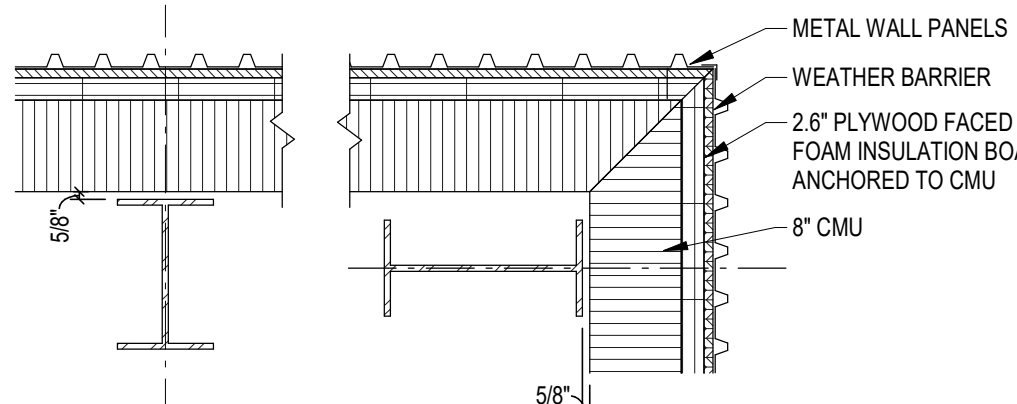 METAL WALL PANELS
WEATHER BARRIER
2.6" PLYWOOD FACED
FOAM INSULATION
ANCHORED TO CMU
8" CMU
5/8"
5/8"